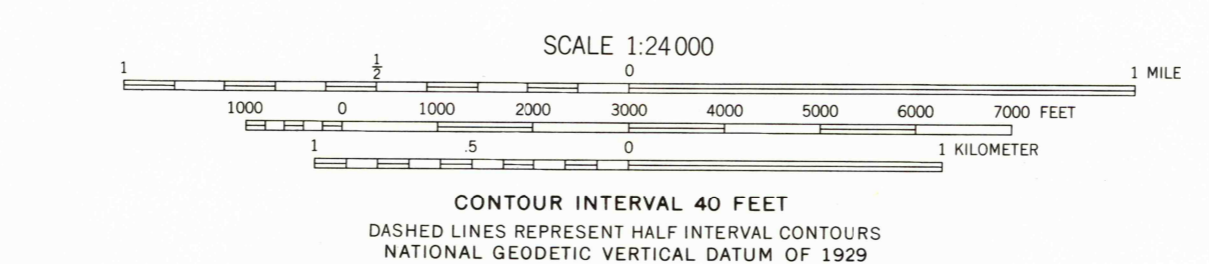 SCALE 1:24 000
1 1/2 0 1 MILE
1000 0 1000 2000 3000 4000 5000 6000 7000 FEET
1 .5 0 1 KILOMETER
CONTOUR INTERVAL 40 FEET
DASHED LINES REPRESENT HALF INTERVAL CONTOURS
NATIONAL GEODETIC VERTICAL DATUM OF 1929